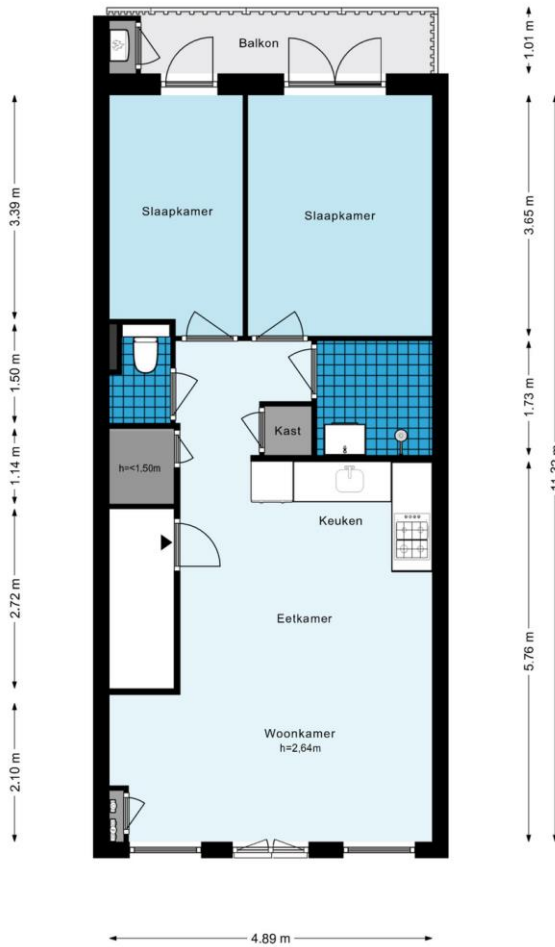 Balkon
1.01 m
Slaapkamer
Slaapkamer
3.39 m
3.65 m
1.50 m
1.73 m
Kast
1.14 m
h=<1,50m
Keuken
2.72 m
Eetkamer
5.76 m
Woonkamer
h=2,64m
2.10 m
4.89 m